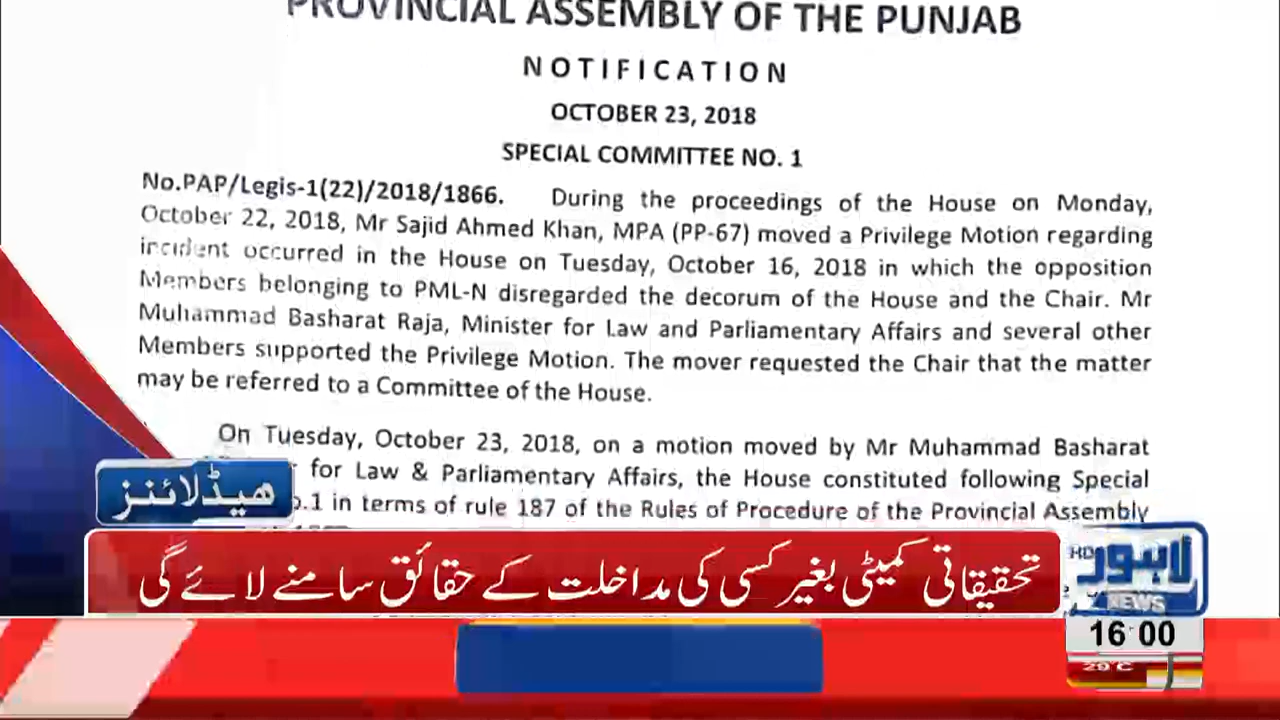 PROVINCIAL ASSEMBLY OF THE PUNJAB
NOTIFICATION
OCTOBER 23, 2018
SPECIAL COMMITTEE NO. 1
No.PAP/Legis-1(22)/2018/1866. During the proceedings of the House on Monday,
October 22, 2018, Mr Sajid Ahmed Khan, MPA (PP-67) moved a Privilege Motion regarding
incident occurred in the House on Tuesday, October 16, 2018 in which the opposition
Members belonging to PML-N disregarded the decorum of the House and the Chair. Mr
Muhammad Basharat Raja, Minister for Law and Parliamentary Affairs and several other
Members supported the Privilege Motion. The mover requested the Chair that the matter
may be referred to a Committee of the House.
On Tuesday, October 23, 2018, on a motion moved by Mr Muhammad Basharat
for Law & Parliamentary Affairs, the House constituted following Special
.1 in terms of rule 187 of the Rules of Procedure of the Provincial Assembly
ھیڈلائنز
تحقیقاتی کمیٹی بغیر کسی کی مداخلت کے حقائق سامنے لائے گی
لاہور HD
NEWS
16 00
29°C